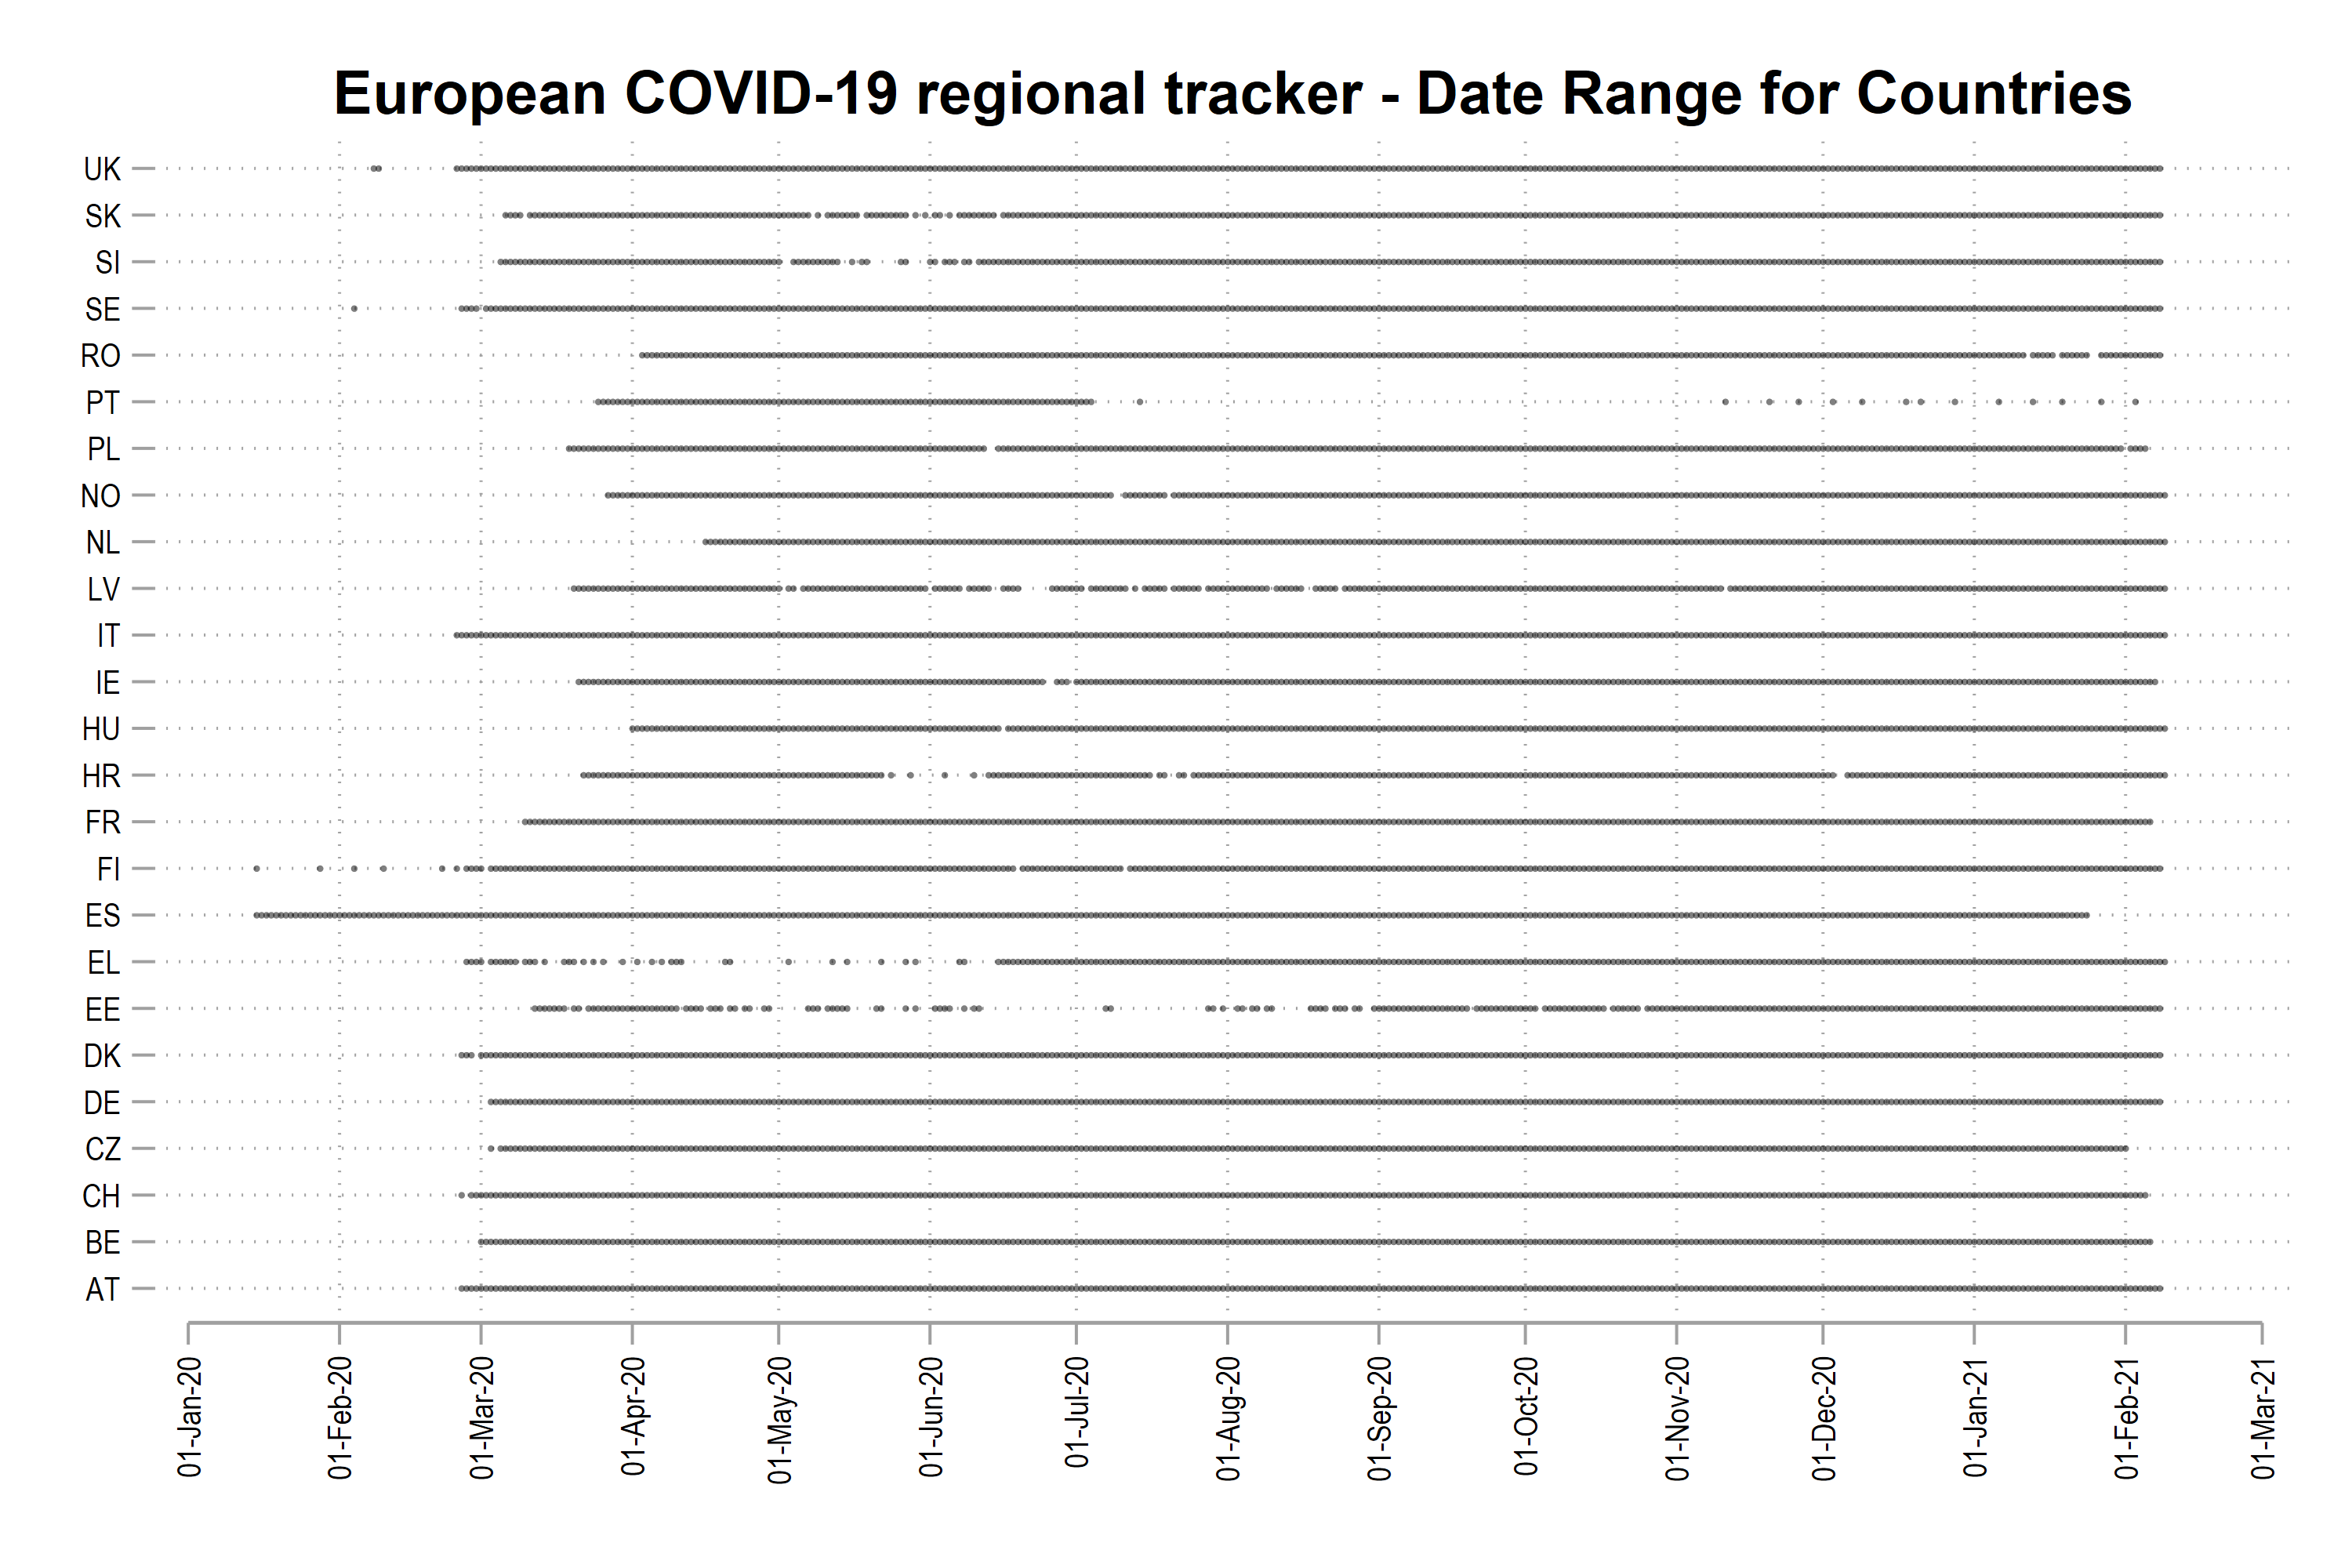 European COVID-19 regional tracker - Date Range for Countries
UK
SK
SI
SE
RO
PT
PL
NO
NL
LV
IT
IE
HU
HR
FR
FI
ES
EL
EE
DK
DE
CZ
CH
BE
AT
01-Jan-20
01-Feb-20
01-Mar-20
01-Apr-20
01-May-20
01-Jun-20
01-Jul-20
01-Aug-20
01-Sep-20
01-Oct-20
01-Nov-20
01-Dec-20
01-Jan-21
01-Feb-21
01-Mar-21